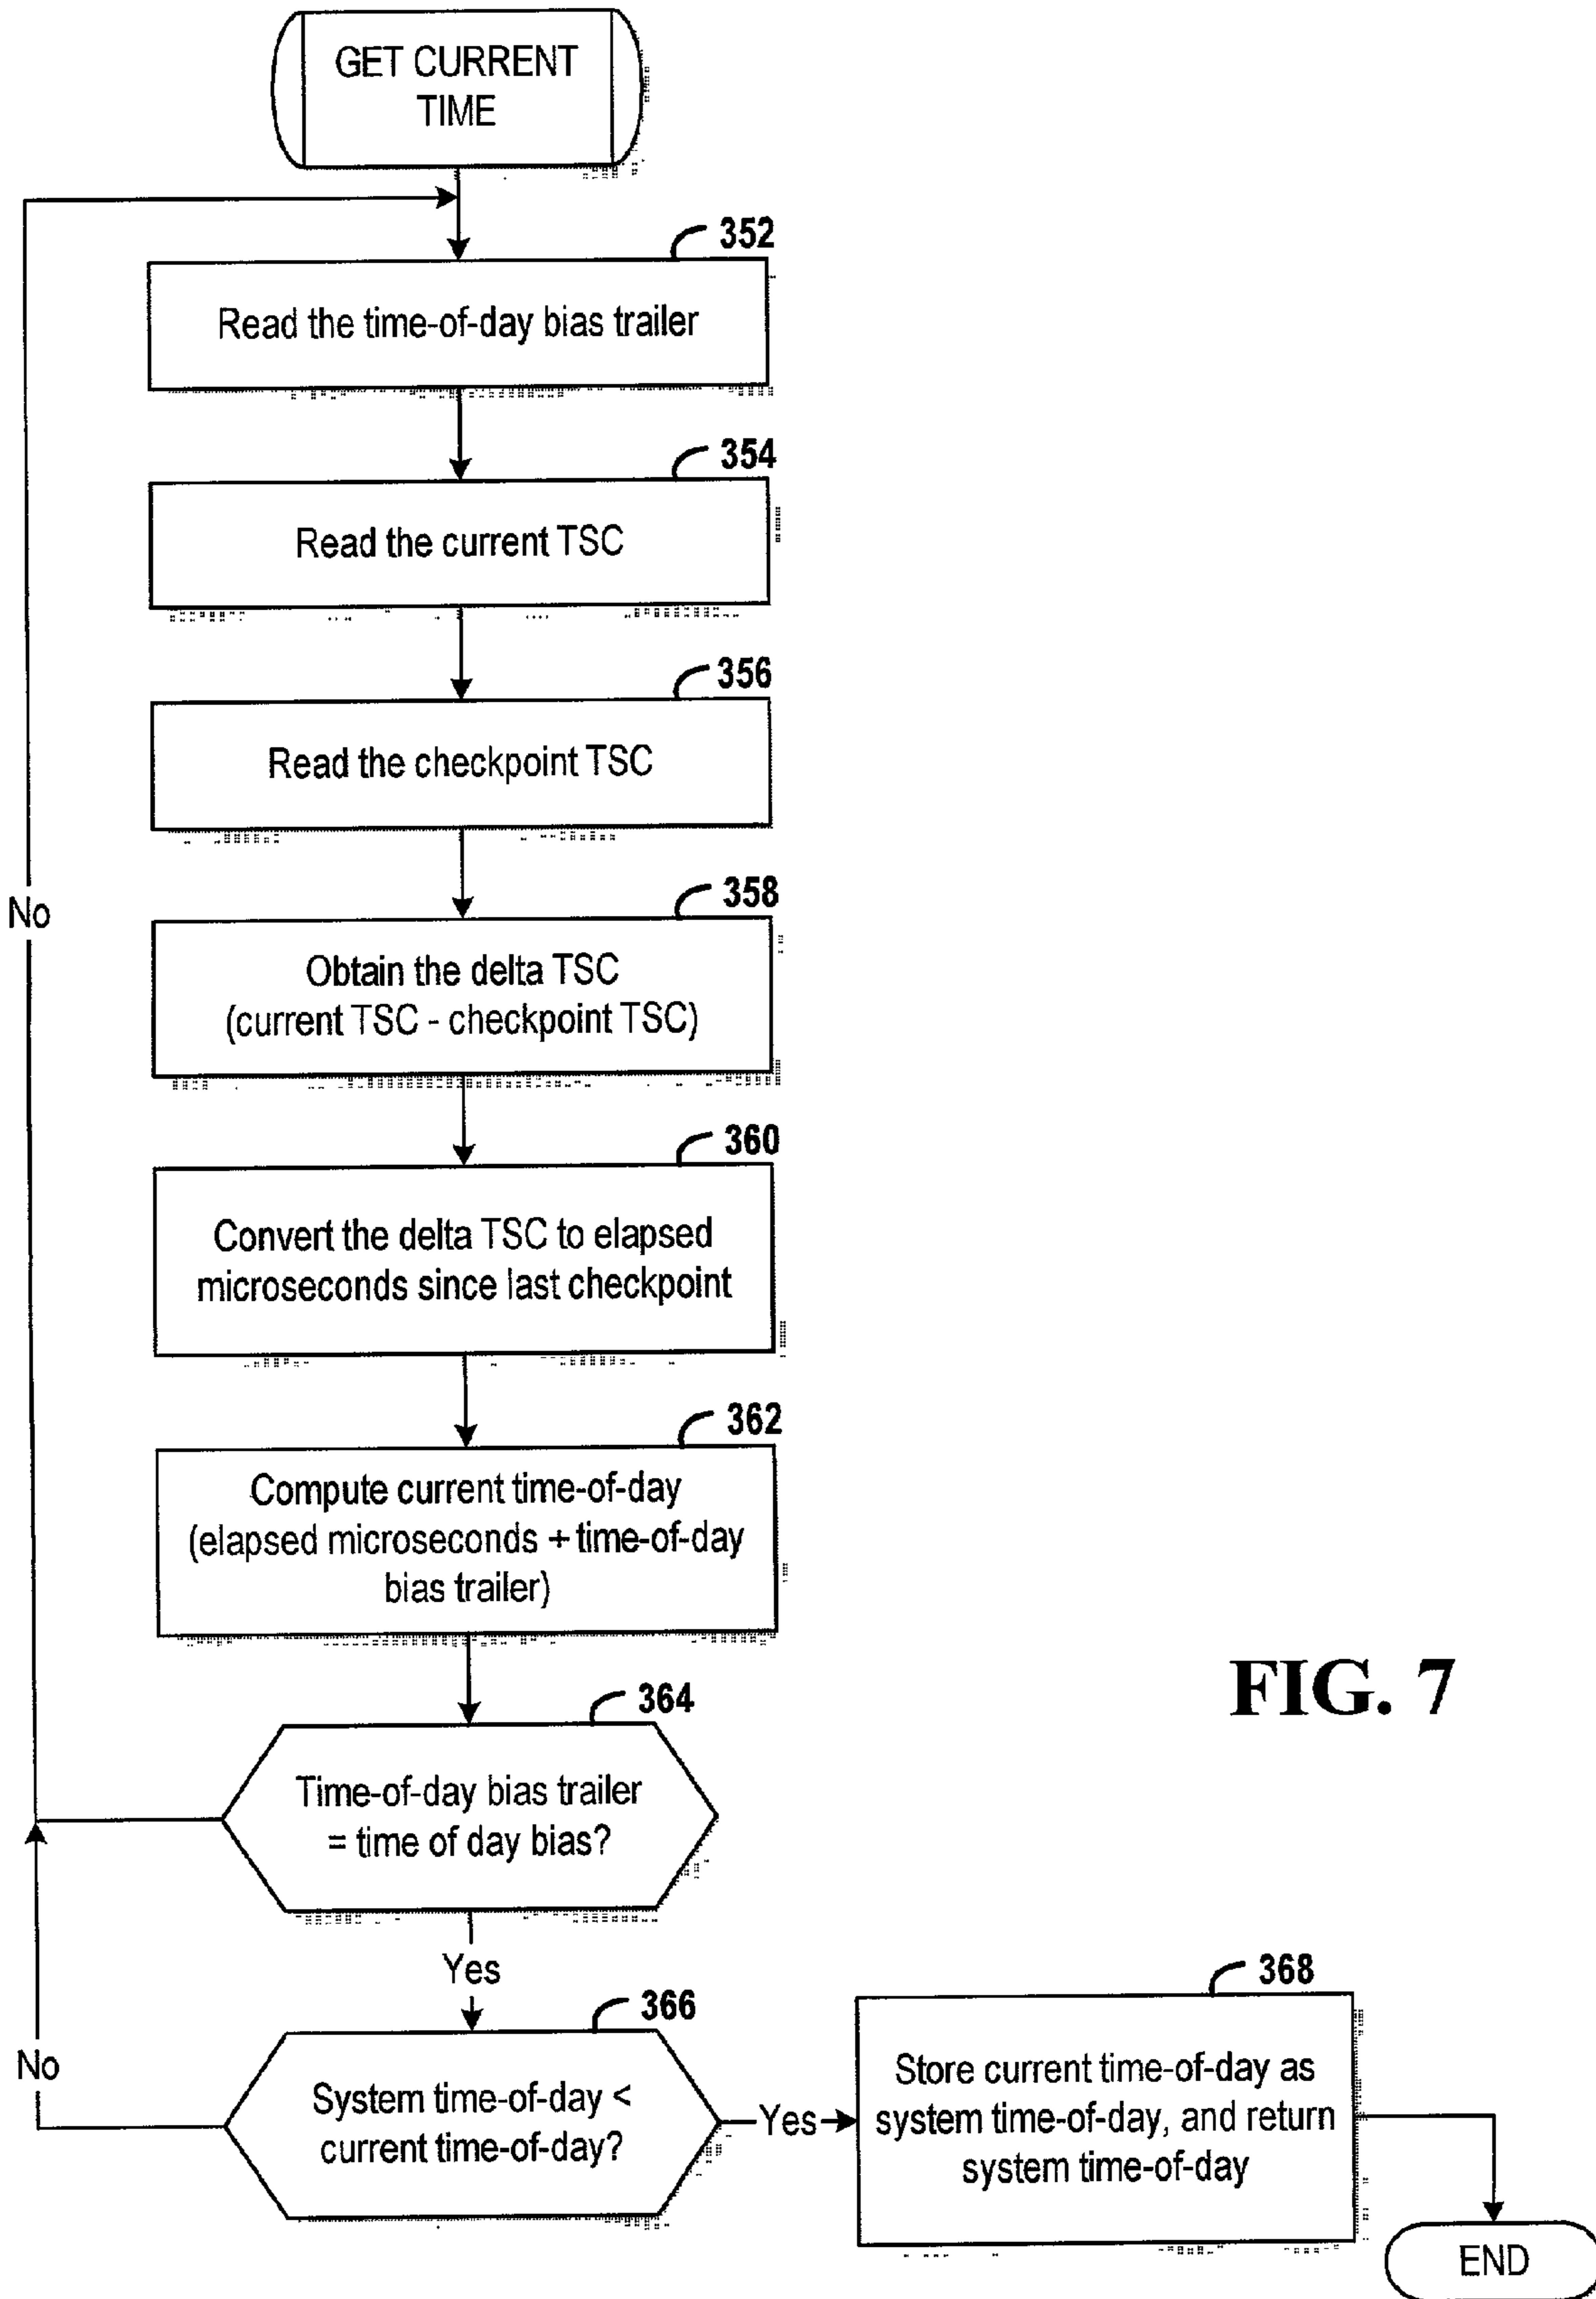 GET CURRENT
TIME
352
Read the time-of-day bias trailer
354
Read the current TSC
356
Read the checkpoint TSC
358
Obtain the delta TSC
(current TSC - checkpoint TSC)
360
Convert the delta TSC to elapsed
microseconds since last checkpoint
362
Compute current time-of-day
(elapsed microseconds + time-of-day
bias trailer)
364
Time-of-day bias trailer
= time of day bias?
No
Yes
366
System time-of-day <
current time-of-day?
No
Yes
368
Store current time-of-day as
system time-of-day, and return
system time-of-day
END
FIG. 7